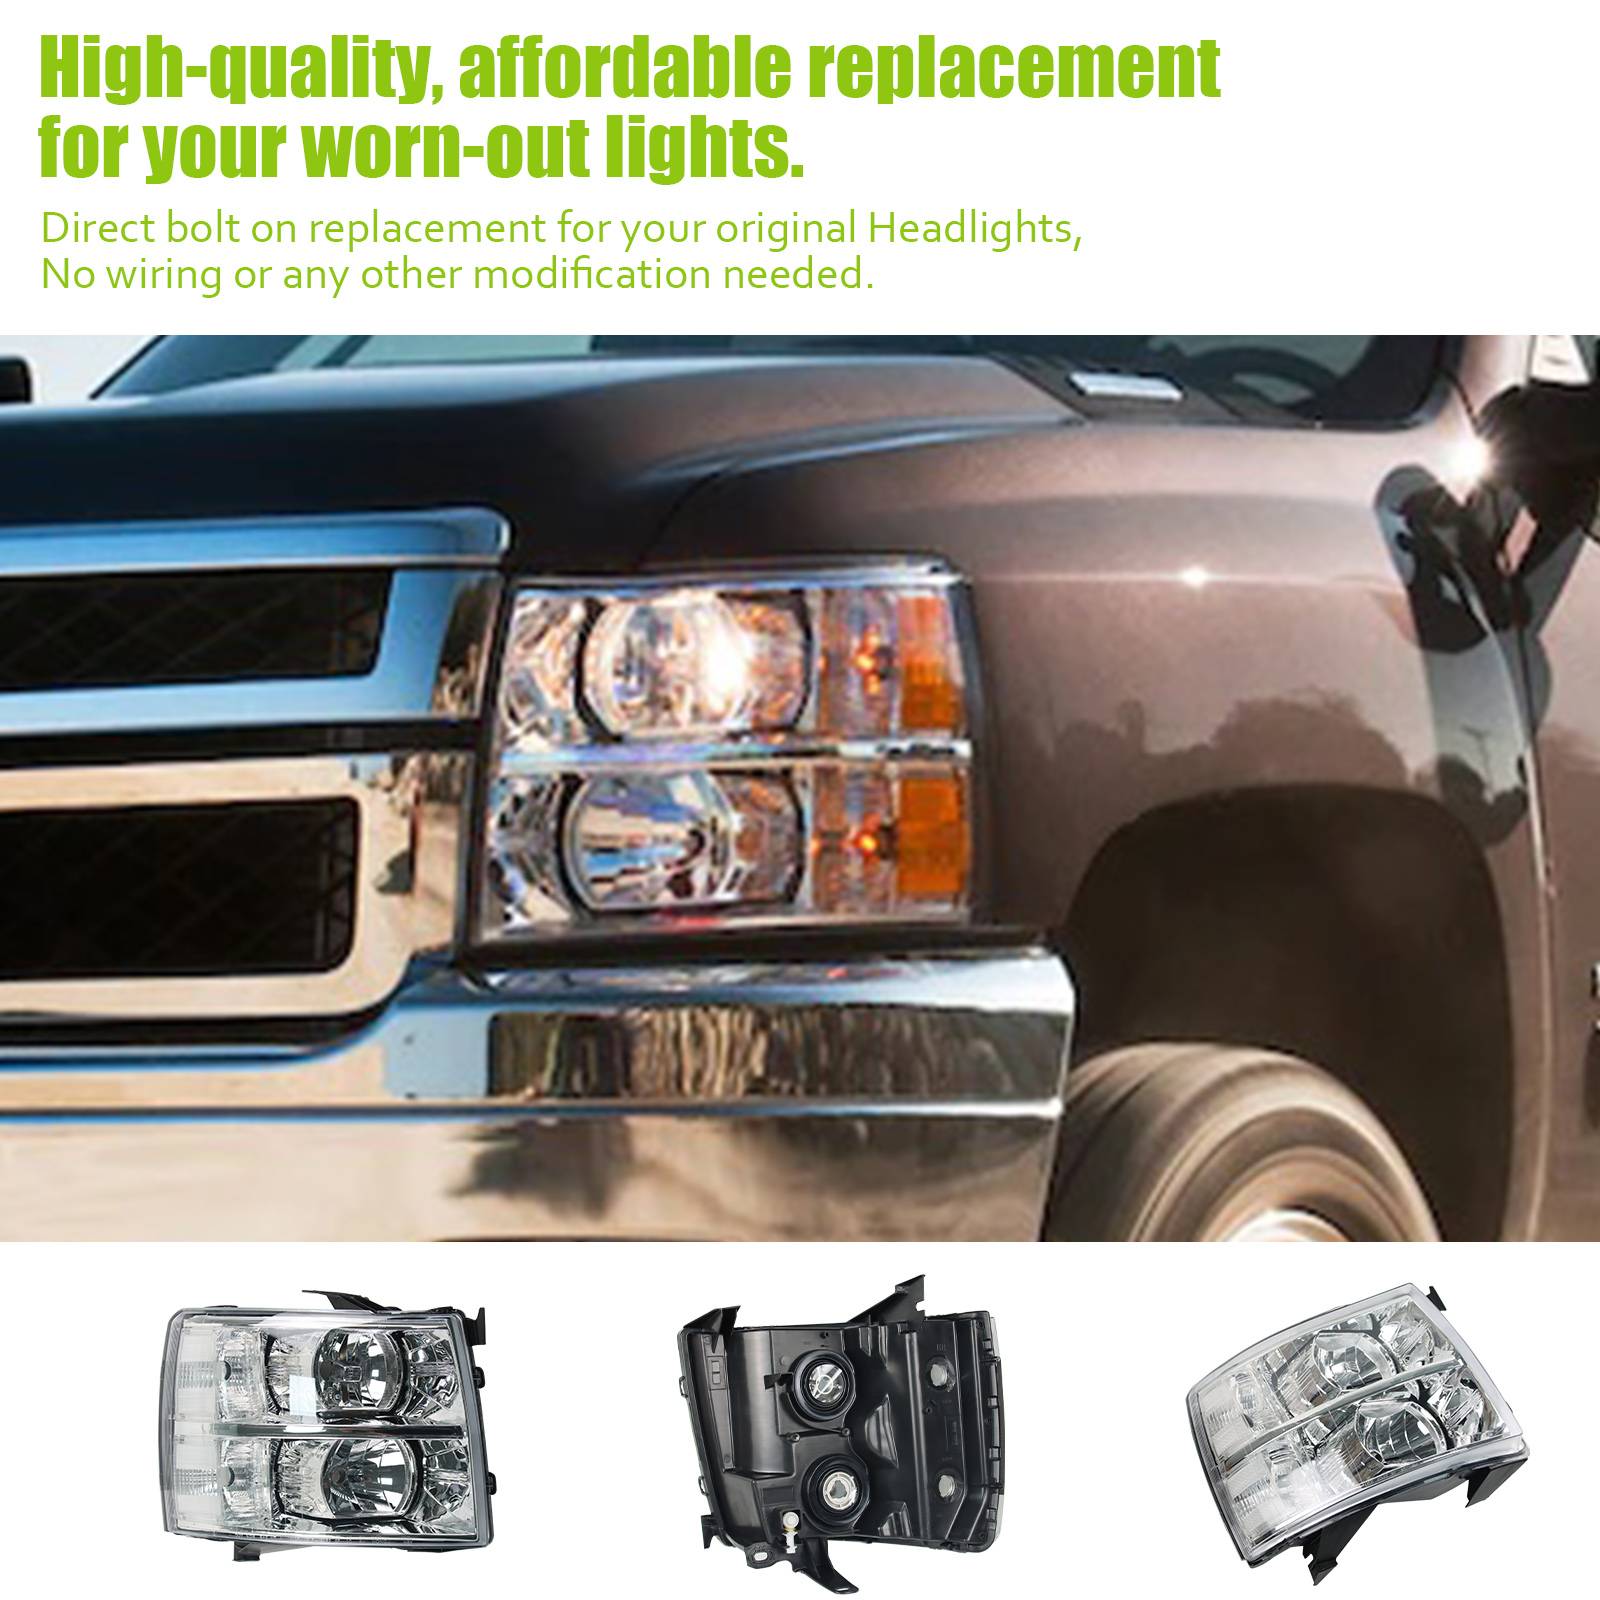 High-quality, affordable replacement
for your worn-out lights.
Direct bolt on replacement for your original Headlights,
No wiring or any other modification needed.